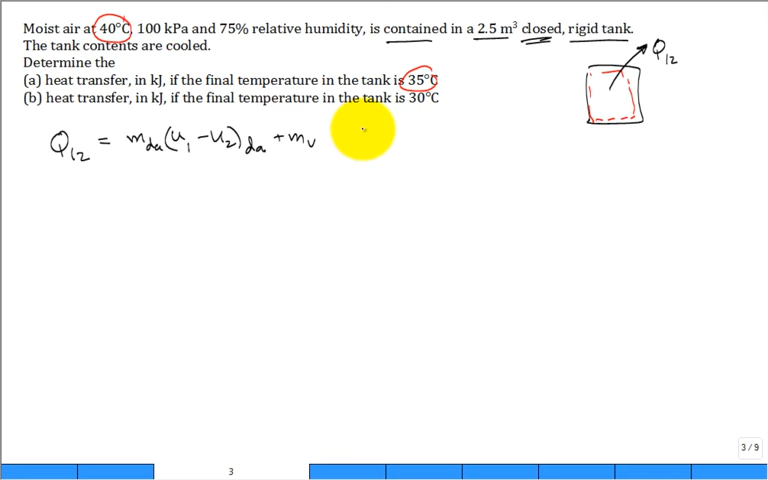 Moist air at 40°C, 100 kPa and 75% relative humidity, is contained in a 2.5 m³ closed, rigid tank.
The tank contents are cooled.
Determine the
(a) heat transfer, in kJ, if the final temperature in the tank is 35°C
(b) heat transfer, in kJ, if the final temperature in the tank is 30°C
Q₁₂
Q₁₂ = m_da(u₁ − u₂)_da + m_v
3 / 9
3